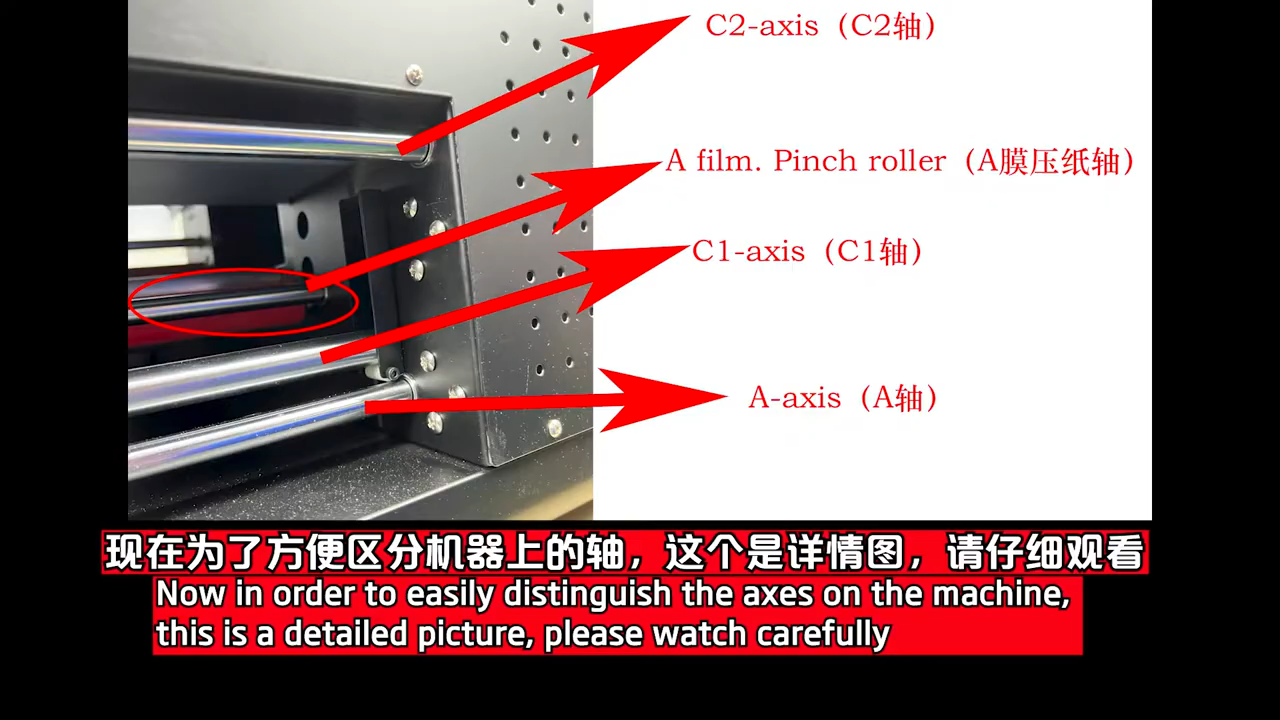 C2-axis（C2轴）
A film. Pinch roller（A膜压纸轴）
C1-axis（C1轴）
A-axis（A轴）
现在为了方便区分机器上的轴，这个是详情图，请仔细观看
Now in order to easily distinguish the axes on the machine,
this is a detailed picture, please watch carefully